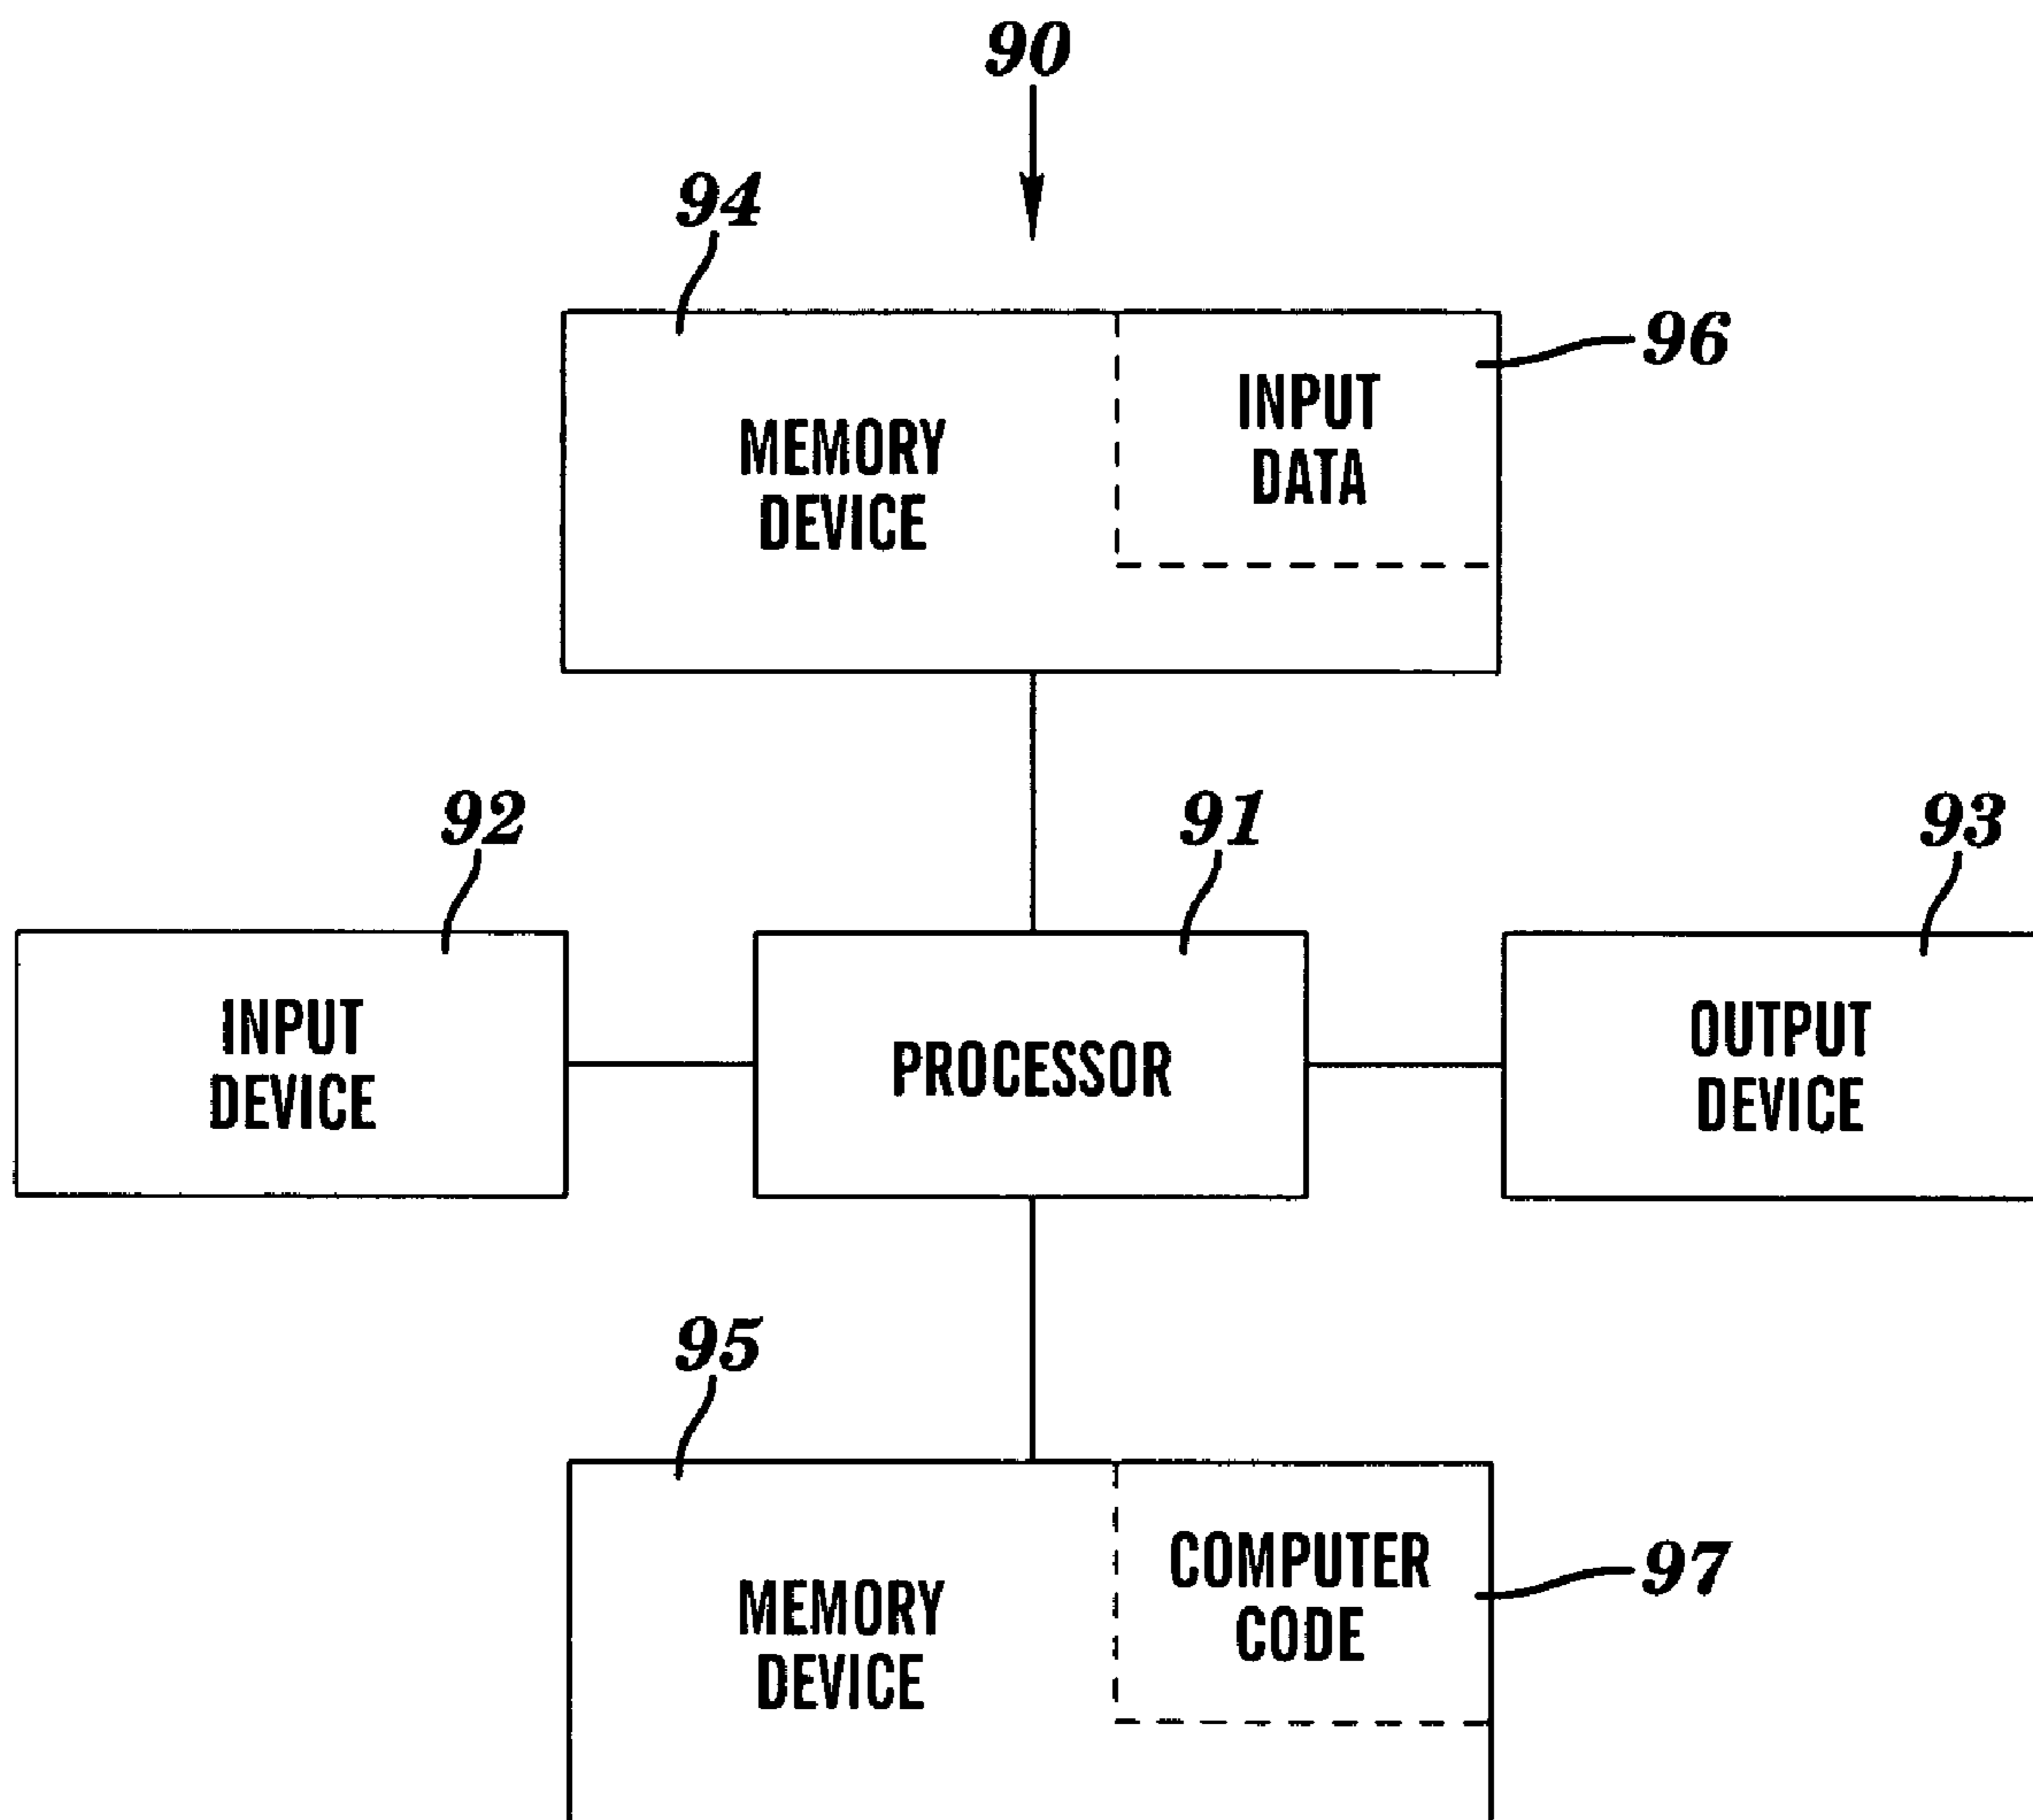 90
94
96
MEMORY
DEVICE
INPUT
DATA
92
91
93
INPUT
DEVICE
PROCESSOR
OUTPUT
DEVICE
95
MEMORY
DEVICE
COMPUTER
CODE
97